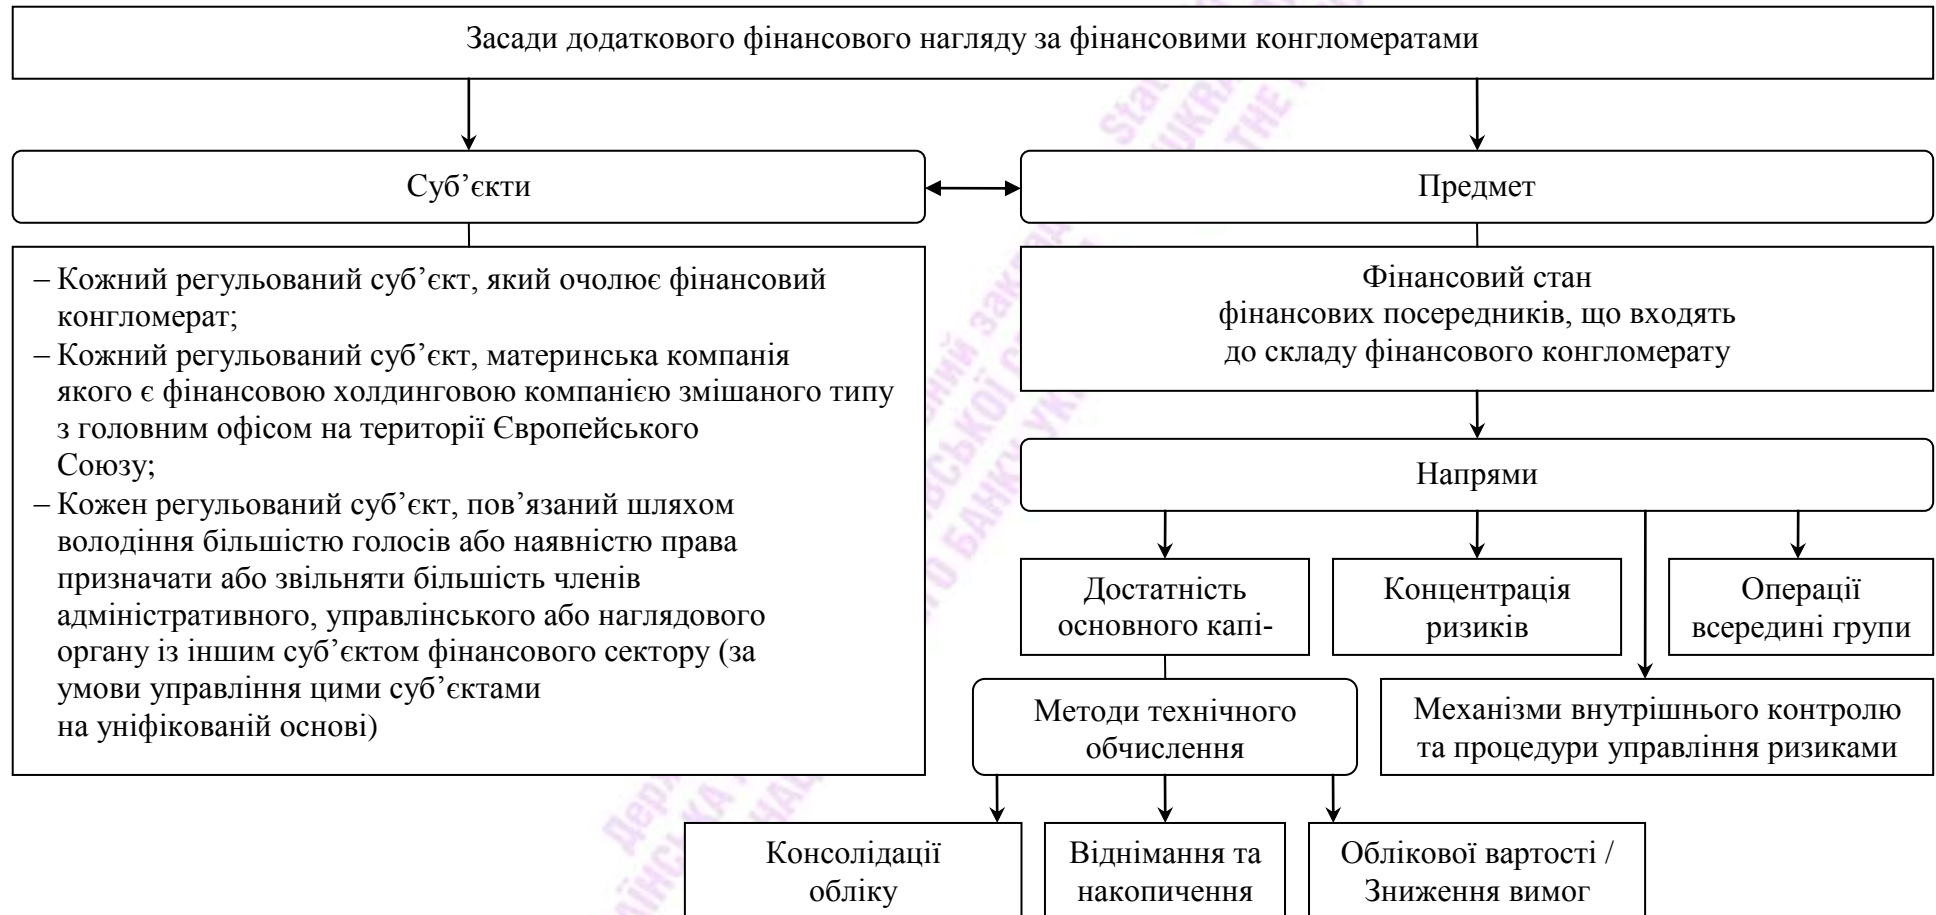 Засади додаткового фінансового нагляду за фінансовими конгломератами
Суб’єкти
Предмет
– Кожний регульований суб’єкт, який очолює фінансовий
конгломерат;
– Кожний регульований суб’єкт, материнська компанія
якого є фінансовою холдинговою компанією змішаного типу
з головним офісом на території Європейського
Союзу;
– Кожен регульований суб’єкт, пов’язаний шляхом
володіння більшістю голосів або наявністю права
призначати або звільняти більшість членів
адміністративного, управлінського або наглядового
органу із іншим суб’єктом фінансового сектору (за
умови управління цими суб’єктами
на уніфікованій основі)
Фінансовий стан
фінансових посередників, що входять
до складу фінансового конгломерату
Напрями
Достатність
основного капі-
Концентрація
ризиків
Операції
всередині групи
Методи технічного
обчислення
Механізми внутрішнього контролю
та процедури управління ризиками
Консолідації
обліку
Віднімання та
накопичення
Облікової вартості /
Зниження вимог